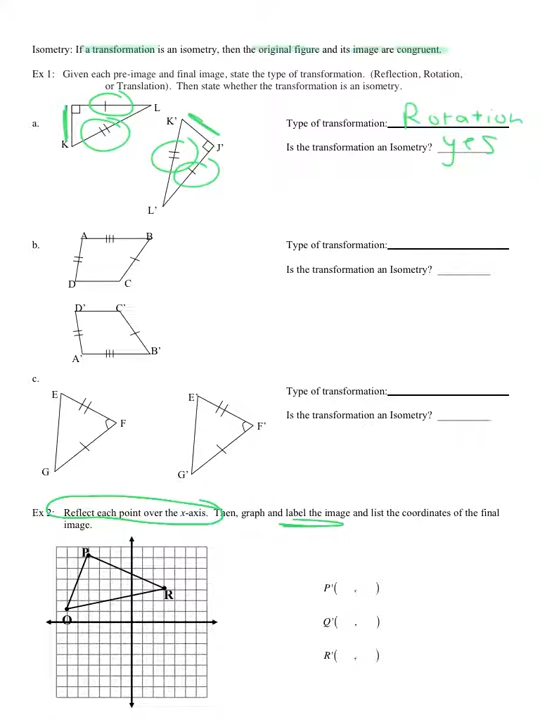 Isometry: If a transformation is an isometry, then the original figure and its image are congruent.
Ex 1: Given each pre-image and final image, state the type of transformation. (Reflection, Rotation,
or Translation). Then state whether the transformation is an isometry.
a.
L
K
K'
J'
L'
Type of transformation: Rotation
Is the transformation an Isometry? yes
b.
A B
D C
D' C'
A' B'
Type of transformation:
Is the transformation an Isometry?
c.
E
F
G
E'
F'
G'
Type of transformation:
Is the transformation an Isometry?
Ex 2: Reflect each point over the x-axis. Then, graph and label the image and list the coordinates of the final
image.
P
R
Q
P'( , )
Q'( , )
R'( , )